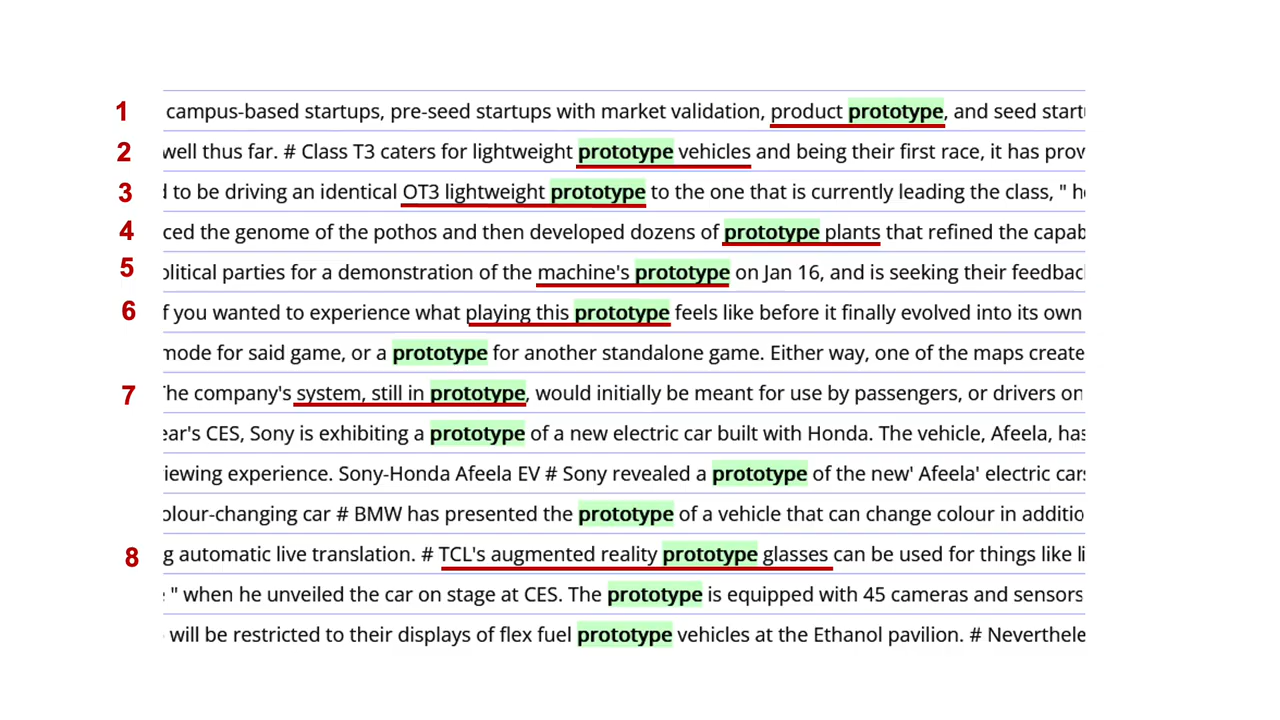 1 campus-based startups, pre-seed startups with market validation, product prototype, and seed start
2 well thus far. # Class T3 caters for lightweight prototype vehicles and being their first race, it has prov
3 d to be driving an identical OT3 lightweight prototype to the one that is currently leading the class, " h
4 ced the genome of the pothos and then developed dozens of prototype plants that refined the capab
5 olitical parties for a demonstration of the machine's prototype on Jan 16, and is seeking their feedbac
6 f you wanted to experience what playing this prototype feels like before it finally evolved into its own
mode for said game, or a prototype for another standalone game. Either way, one of the maps create
7 The company's system, still in prototype, would initially be meant for use by passengers, or drivers on
ear's CES, Sony is exhibiting a prototype of a new electric car built with Honda. The vehicle, Afeela, has
iewing experience. Sony-Honda Afeela EV # Sony revealed a prototype of the new' Afeela' electric cars
olour-changing car # BMW has presented the prototype of a vehicle that can change colour in additio
8 g automatic live translation. # TCL's augmented reality prototype glasses can be used for things like li
" when he unveiled the car on stage at CES. The prototype is equipped with 45 cameras and sensors
will be restricted to their displays of flex fuel prototype vehicles at the Ethanol pavilion. # Neverthele